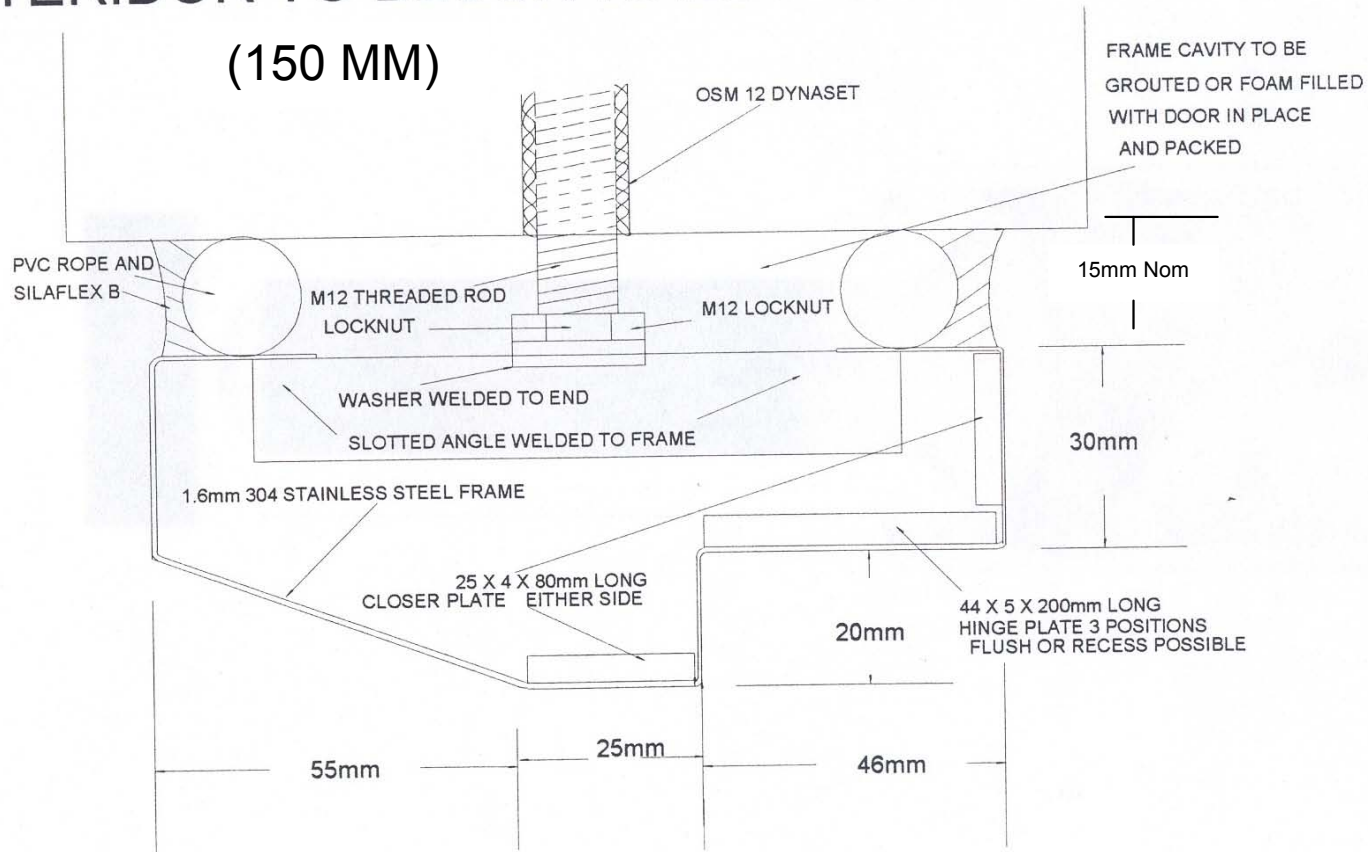 (150 MM)
FRAME CAVITY TO BE
GROUTED OR FOAM FILLED
WITH DOOR IN PLACE
AND PACKED
OSM 12 DYNASET
15mm Nom
PVC ROPE AND
SILAFLEX B
M12 THREADED ROD
LOCKNUT
M12 LOCKNUT
WASHER WELDED TO END
SLOTTED ANGLE WELDED TO FRAME
30mm
1.6mm 304 STAINLESS STEEL FRAME
25 X 4 X 80mm LONG
CLOSER PLATE EITHER SIDE
44 X 5 X 200mm LONG
HINGE PLATE 3 POSITIONS
FLUSH OR RECESS POSSIBLE
20mm
55mm
25mm
46mm